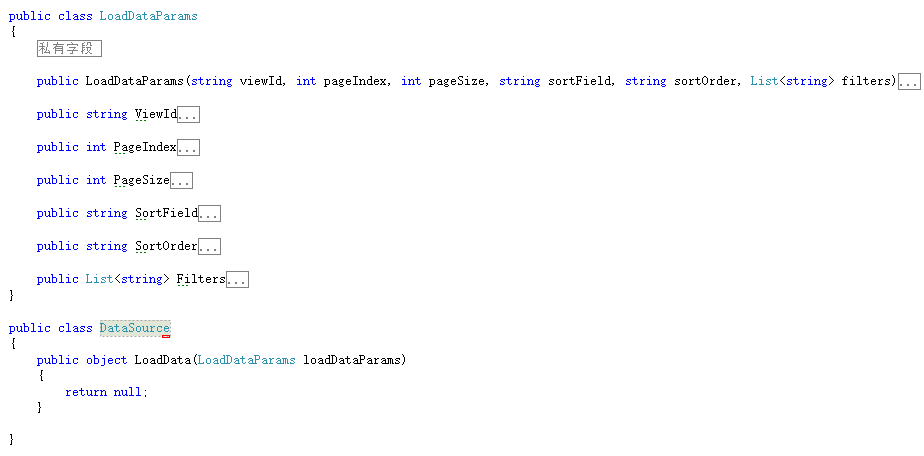 public class LoadDataParams
{
私有字段
public LoadDataParams(string viewId, int pageIndex, int pageSize, string sortField, string sortOrder, List<string> filters)...
public string ViewId...
public int PageIndex...
public int PageSize...
public string SortField...
public string SortOrder...
public List<string> Filters...
}
public class DataSource
{
public object LoadData(LoadDataParams loadDataParams)
{
return null;
}
}